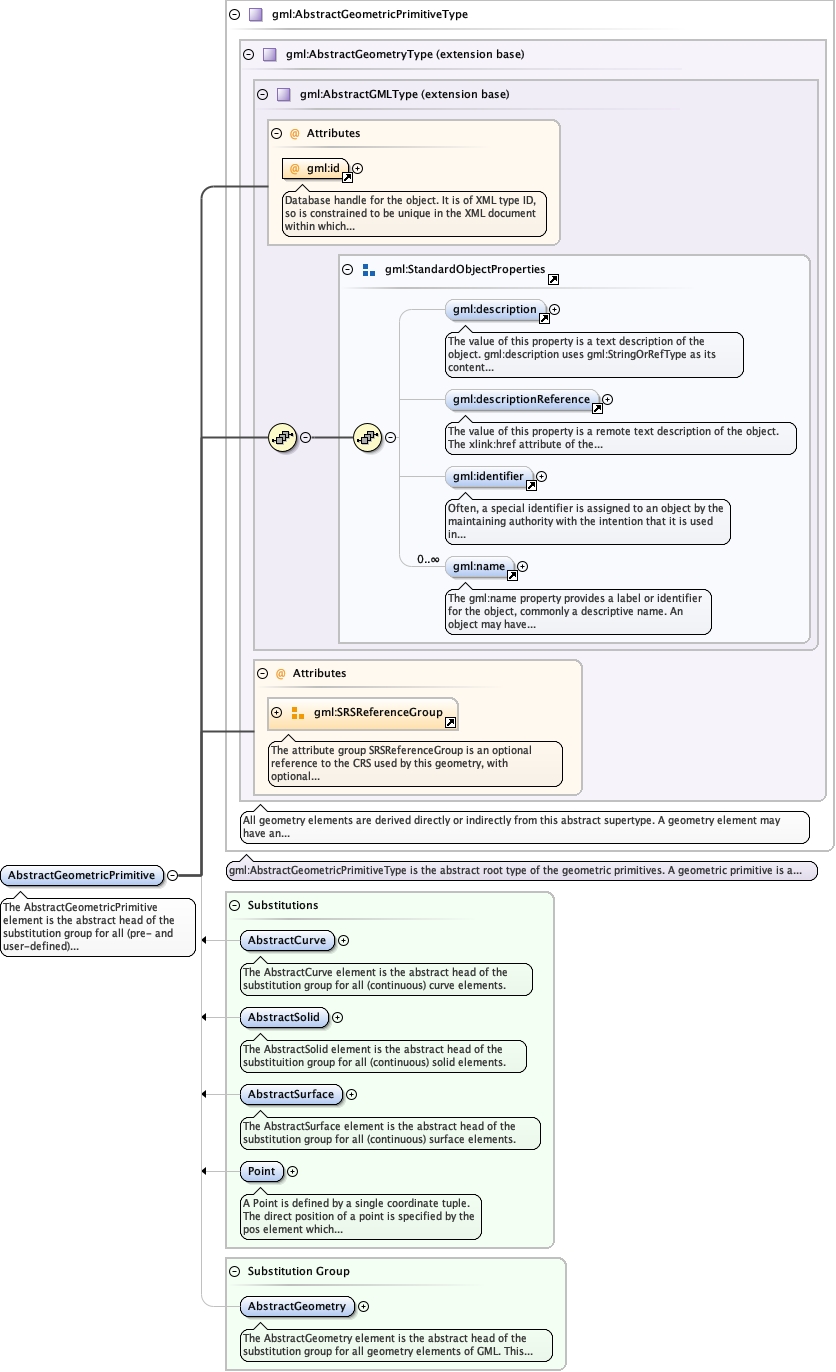 gml:AbstractGeometricPrimitiveType
gml:AbstractGeometryType (extension base)
gml:AbstractGMLType (extension base)
@ Attributes
@ gml:id
Database handle for the object. It is of XML type ID,
so is constrained to be unique in the XML document
within which...
gml:StandardObjectProperties
gml:description
The value of this property is a text description of the
object. gml:description uses gml:StringOrRefType as its
content...
gml:descriptionReference
The value of this property is a remote text description of the object.
The xlink:href attribute of the...
gml:identifier
Often, a special identifier is assigned to an object by the
maintaining authority with the intention that it is used
in...
0..∞
gml:name
The gml:name property provides a label or identifier
for the object, commonly a descriptive name. An
object may have...
@ Attributes
gml:SRSReferenceGroup
The attribute group SRSReferenceGroup is an optional
reference to the CRS used by this geometry, with
optional...
All geometry elements are derived directly or indirectly from this abstract supertype. A geometry element may
have an...
gml:AbstractGeometricPrimitiveType is the abstract root type of the geometric primitives. A geometric primitive is a...
AbstractGeometricPrimitive
The AbstractGeometricPrimitive
element is the abstract head of the
substitution group for all (pre- and
user-defined)...
Substitutions
AbstractCurve
The AbstractCurve element is the abstract head of the
substitution group for all (continuous) curve elements.
AbstractSolid
The AbstractSolid element is the abstract head of the
substituition group for all (continuous) solid elements.
AbstractSurface
The AbstractSurface element is the abstract head of the
substitution group for all (continuous) surface elements.
Point
A Point is defined by a single coordinate tuple.
The direct position of a point is specified by the
pos element which...
Substitution Group
AbstractGeometry
The AbstractGeometry element is the abstract head of the
substitution group for all geometry elements of GML. This...